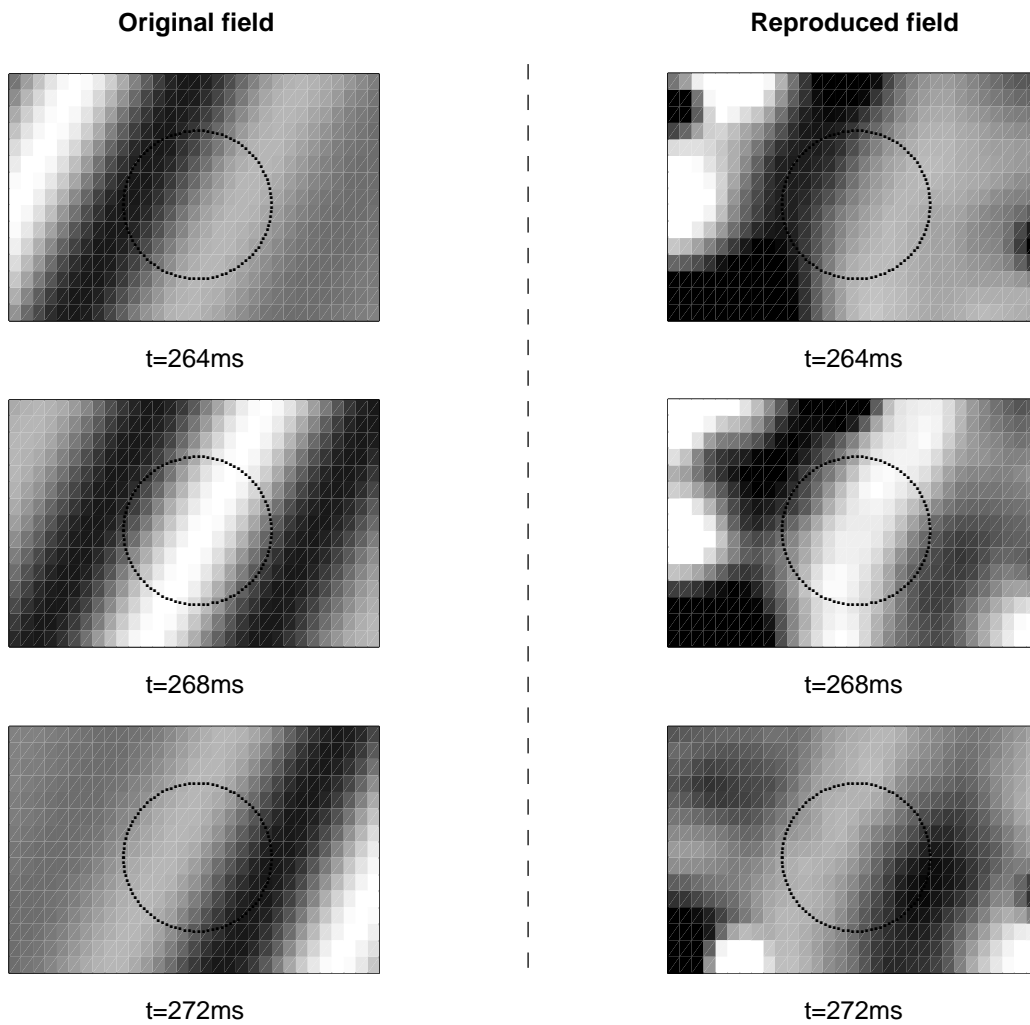 Original field
Reproduced field
t=264ms
t=264ms
t=268ms
t=268ms
t=272ms
t=272ms